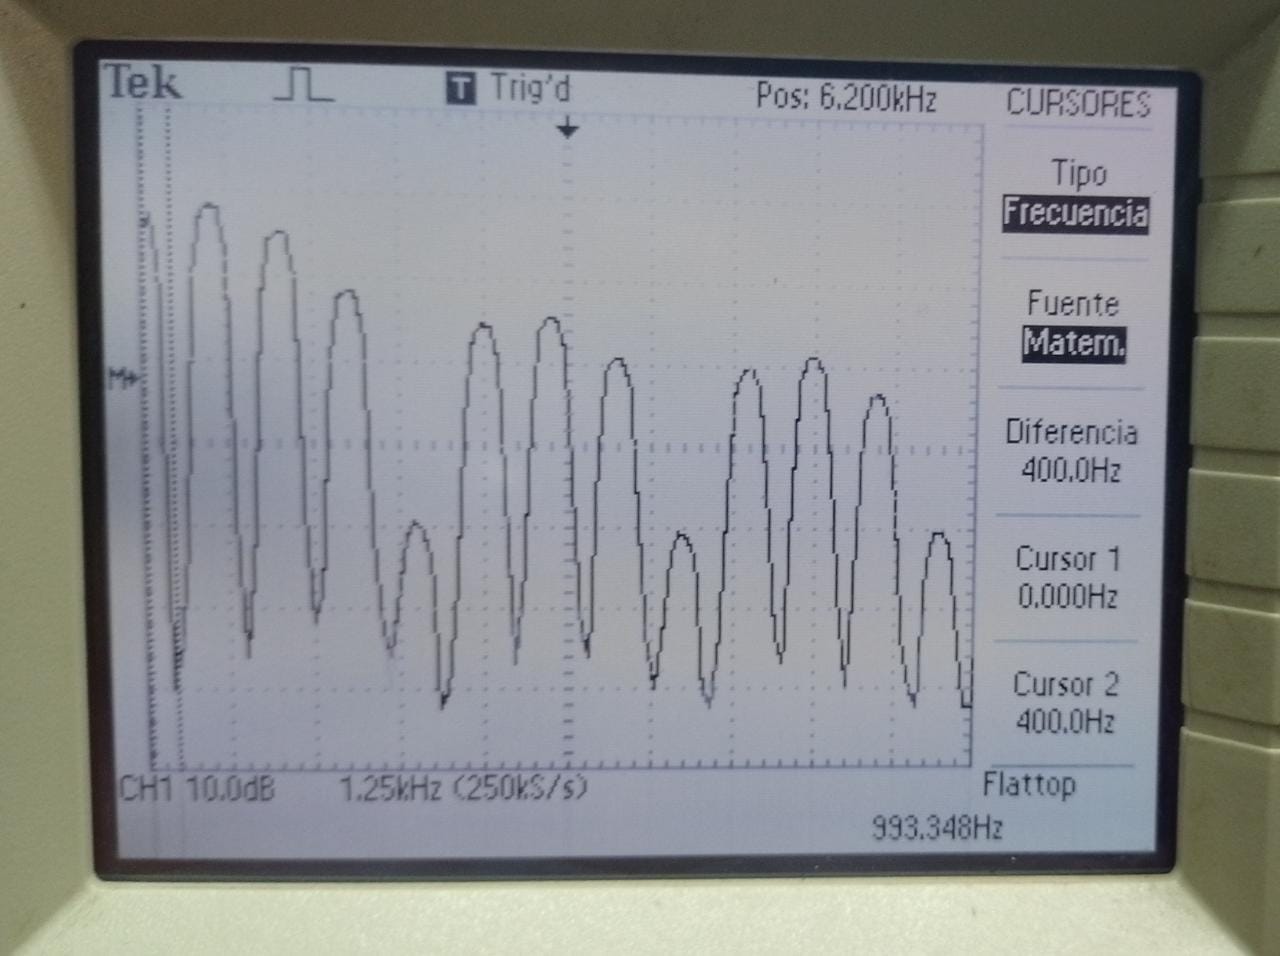 Tek
T Trig'd
Pos: 6.200kHz
CURSORES
Tipo
Frecuencia
Fuente
Matem.
Diferencia
400.0Hz
Cursor 1
0.000Hz
Cursor 2
400.0Hz
M
CH1 10.0dB
1.25kHz (250kS/s)
Flattop
993.348Hz